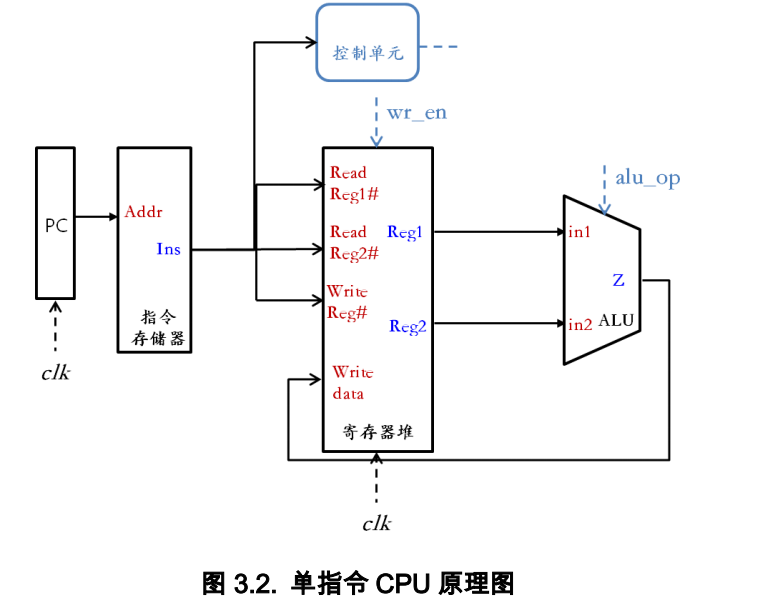 控制单元
wr_en
Read
Reg1#
alu_op
PC
Addr
Read
Reg2#
Reg1
in1
Ins
Write
Reg#
Z
指令
存储器
Reg2
in2
ALU
clk
Write
data
寄存器堆
clk
图 3.2. 单指令 CPU 原理图